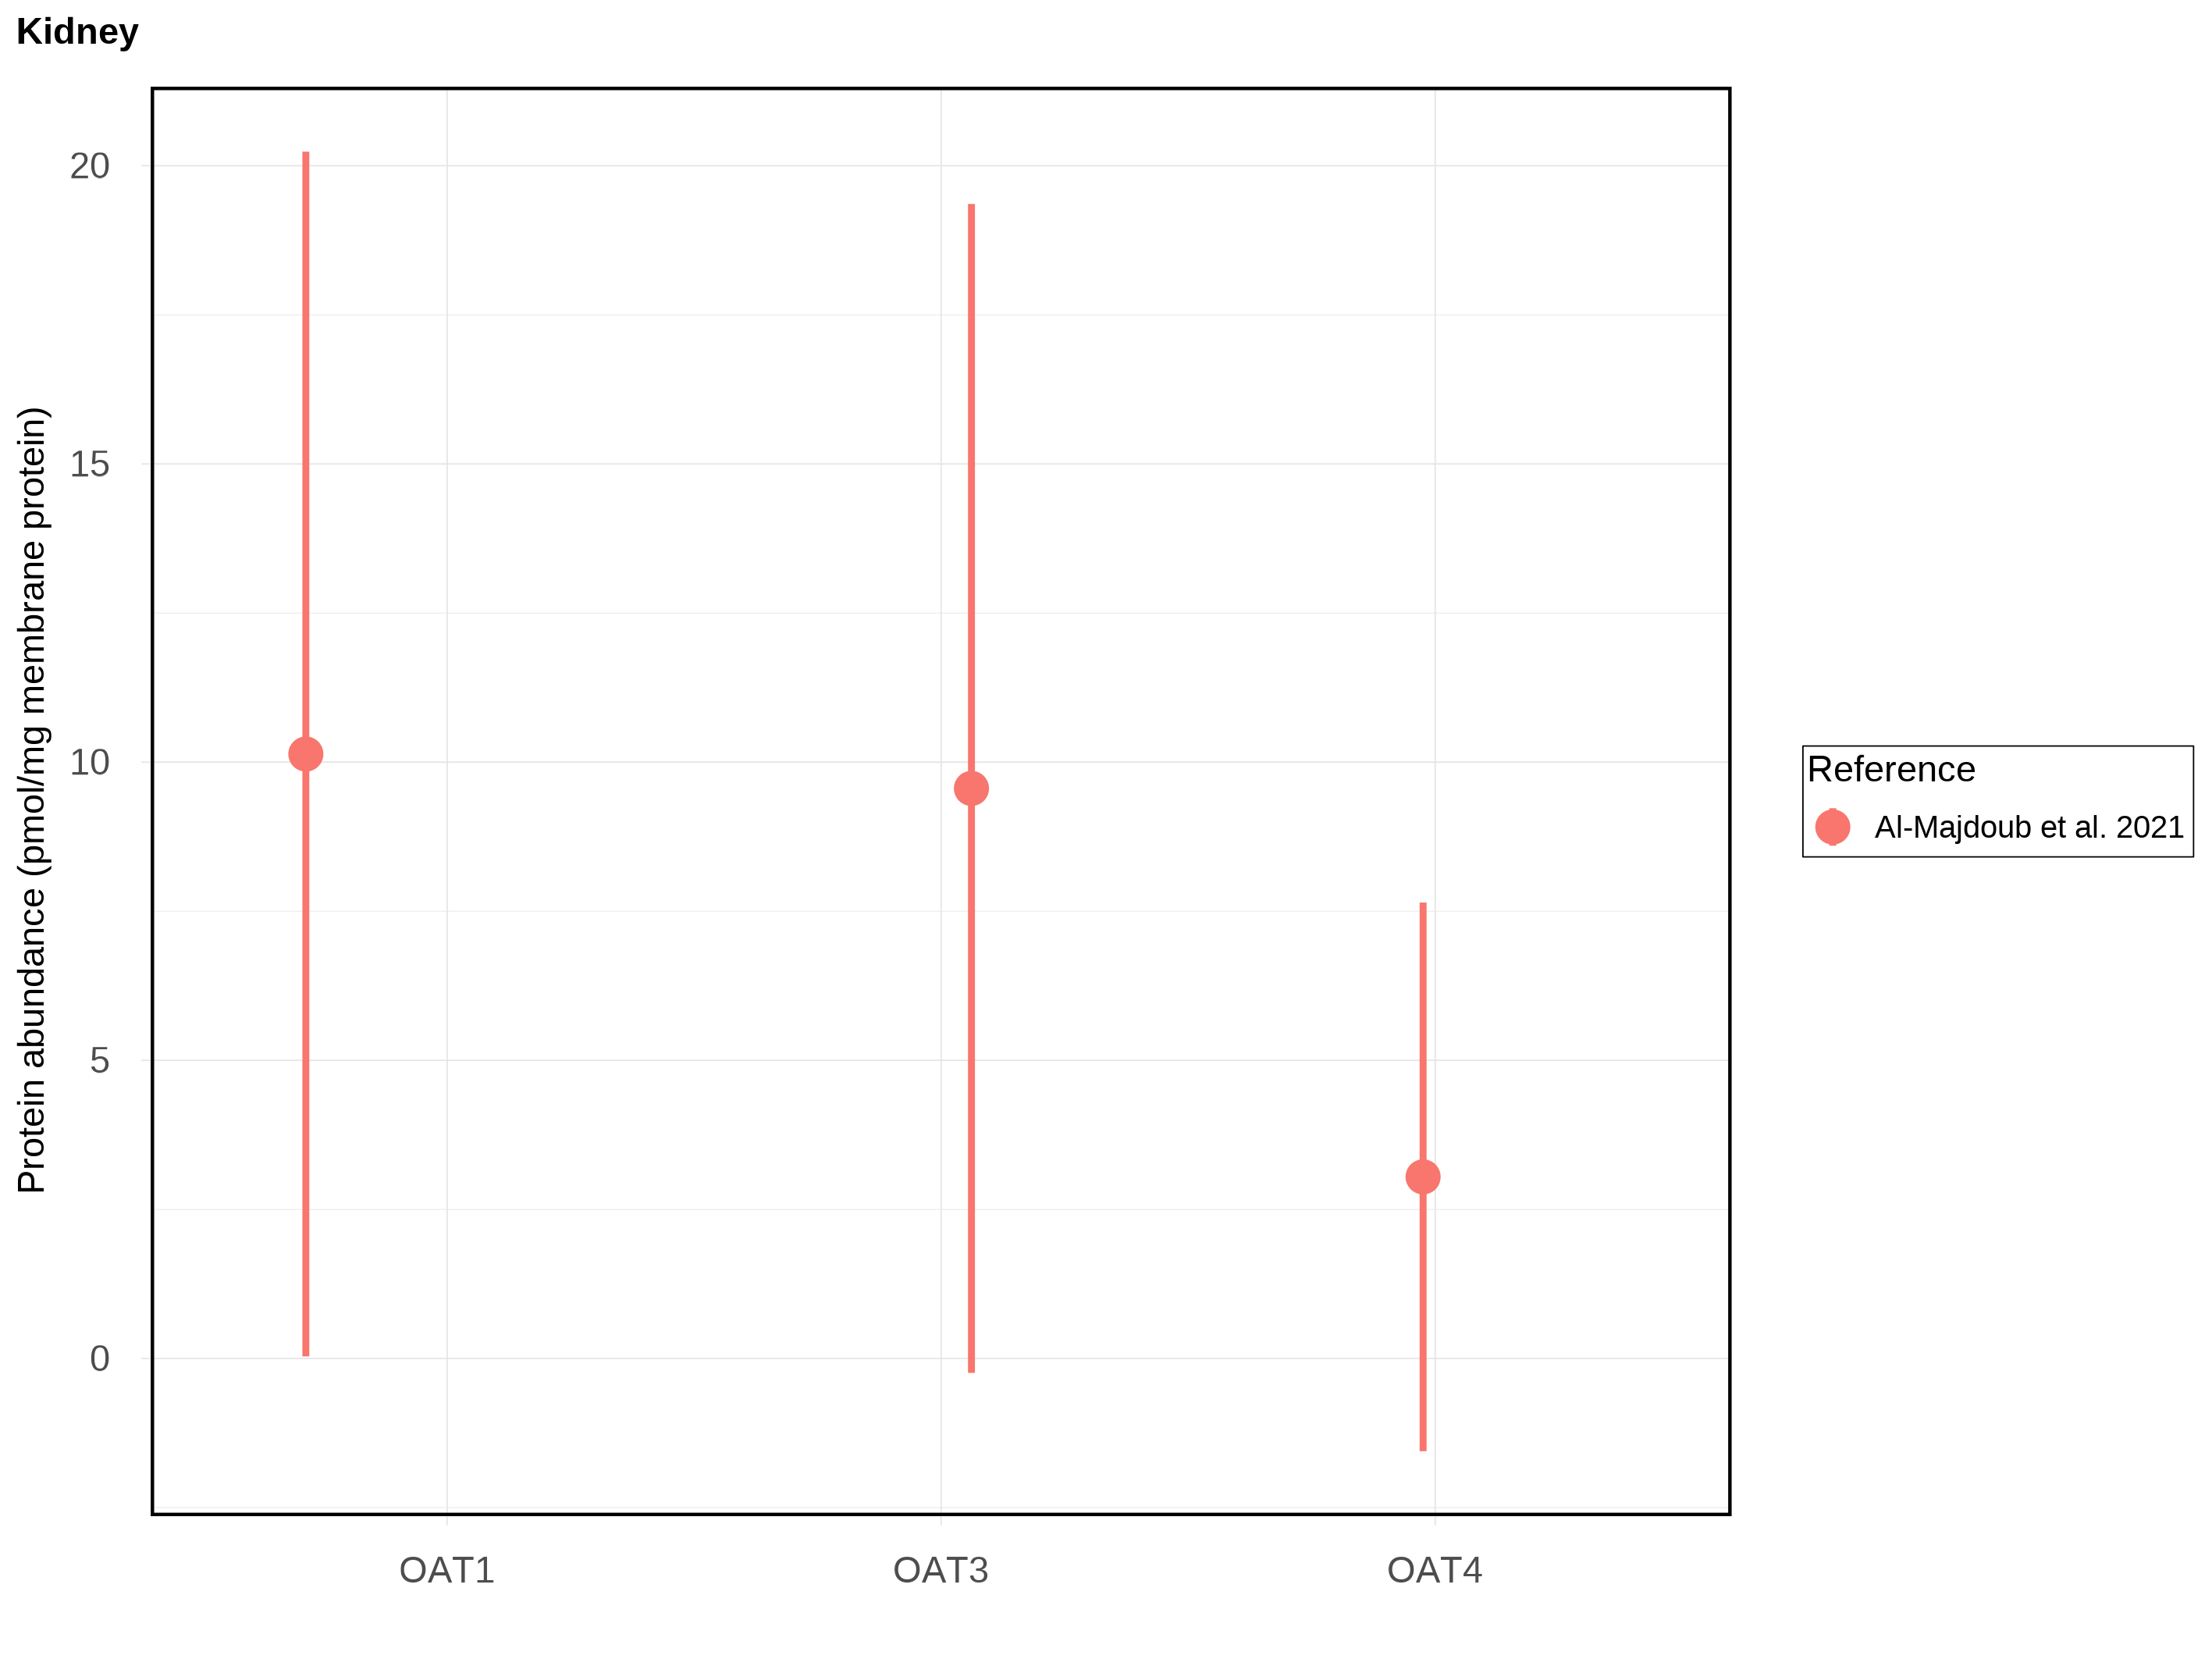 Kidney
Protein abundance (pmol/mg membrane protein)
20
15
10
5
0
OAT1
OAT3
OAT4
Reference
Al-Majdoub et al. 2021